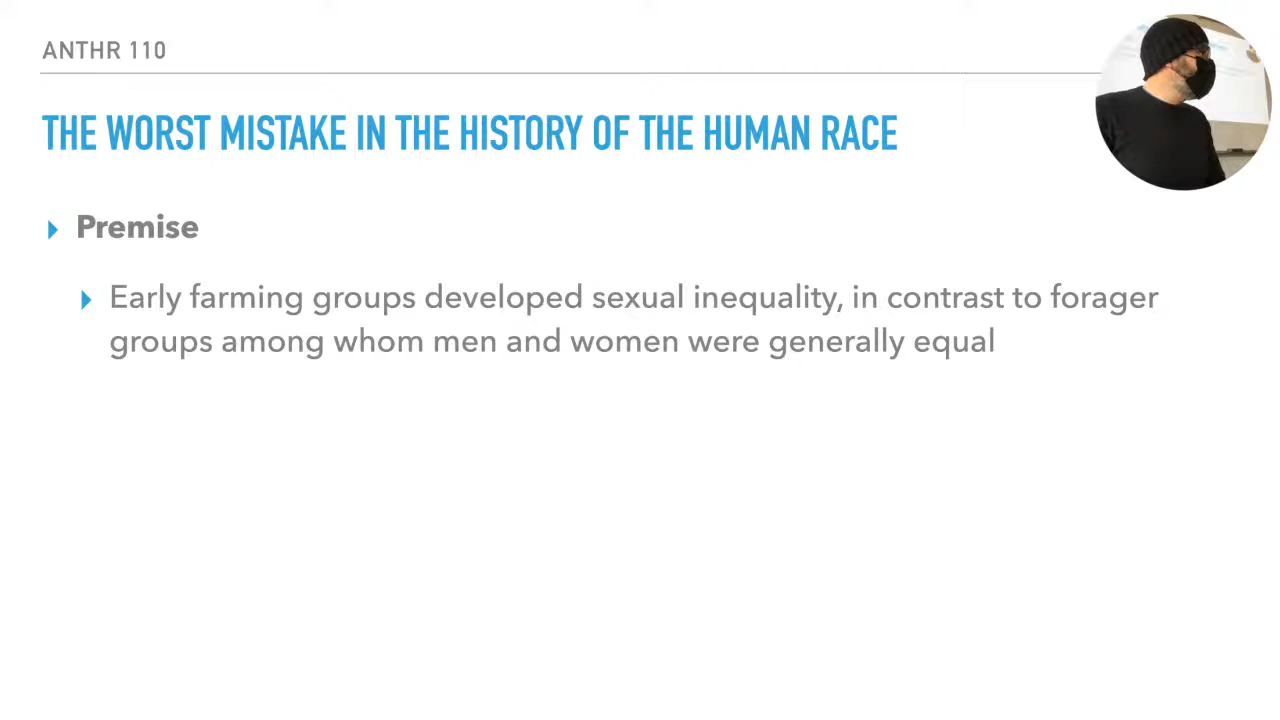 ANTHR 110
THE WORST MISTAKE IN THE HISTORY OF THE HUMAN RACE
Premise
Early farming groups developed sexual inequality, in contrast to forager
groups among whom men and women were generally equal